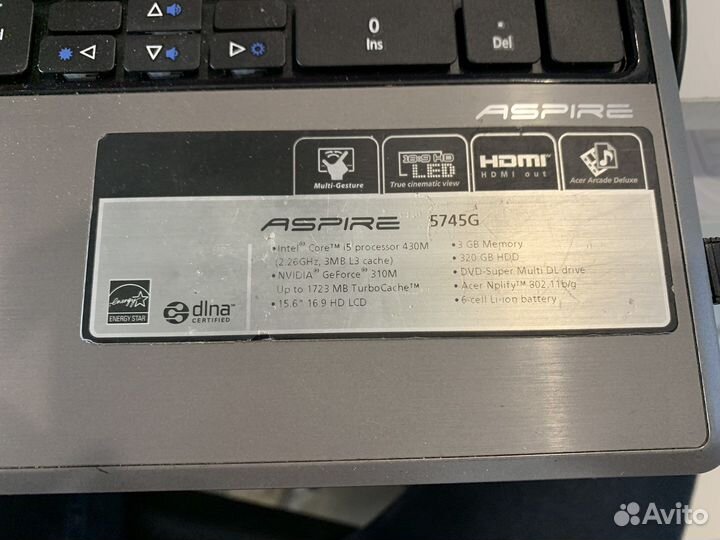 0
Ins
Del
ASPIRE
Multi-Gesture
16:9 HD
LED
True cinematic view
HDMI
HDMI out
Acer Arcade Deluxe
ASPIRE 5745G
•Intel® Core™ i5 processor 430M
(2.26GHz, 3MB L3 cache)
•NVIDIA® GeForce® 310M
Up to 1723 MB TurboCache™
•15.6" 16:9 HD LCD
•3 GB Memory
•320 GB HDD
•DVD-Super Multi DL drive
•Acer Nplify™ 802.11b/g
•6-cell Li-ion battery
energy
ENERGY STAR
dlna™
CERTIFIED
Avito